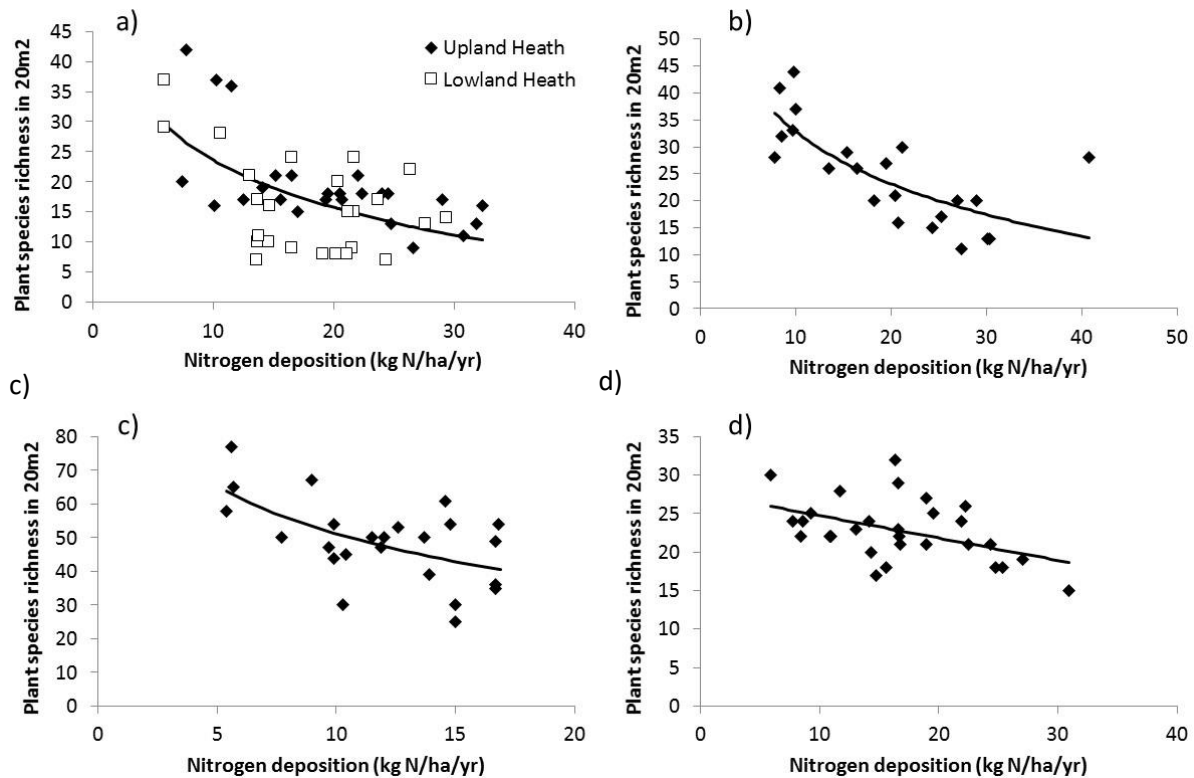 a)
45
40
35
30
25
20
15
10
5
0
Plant species richness in 20m2
Upland Heath
Lowland Heath
0 10 20 30 40
Nitrogen deposition (kg N/ha/yr)
b)
50
45
40
35
30
25
20
15
10
5
0
Plant species richness in 20m2
0 10 20 30 40 50
Nitrogen deposition (kg N/ha/yr)
c)
c)
80
70
60
50
40
30
20
10
0
Plant species richness in 20m2
0 5 10 15 20
Nitrogen deposition (kg N/ha/yr)
d)
d)
35
30
25
20
15
10
5
0
Plant species richness in 20m2
0 10 20 30 40
Nitrogen deposition (kg N/ha/yr)